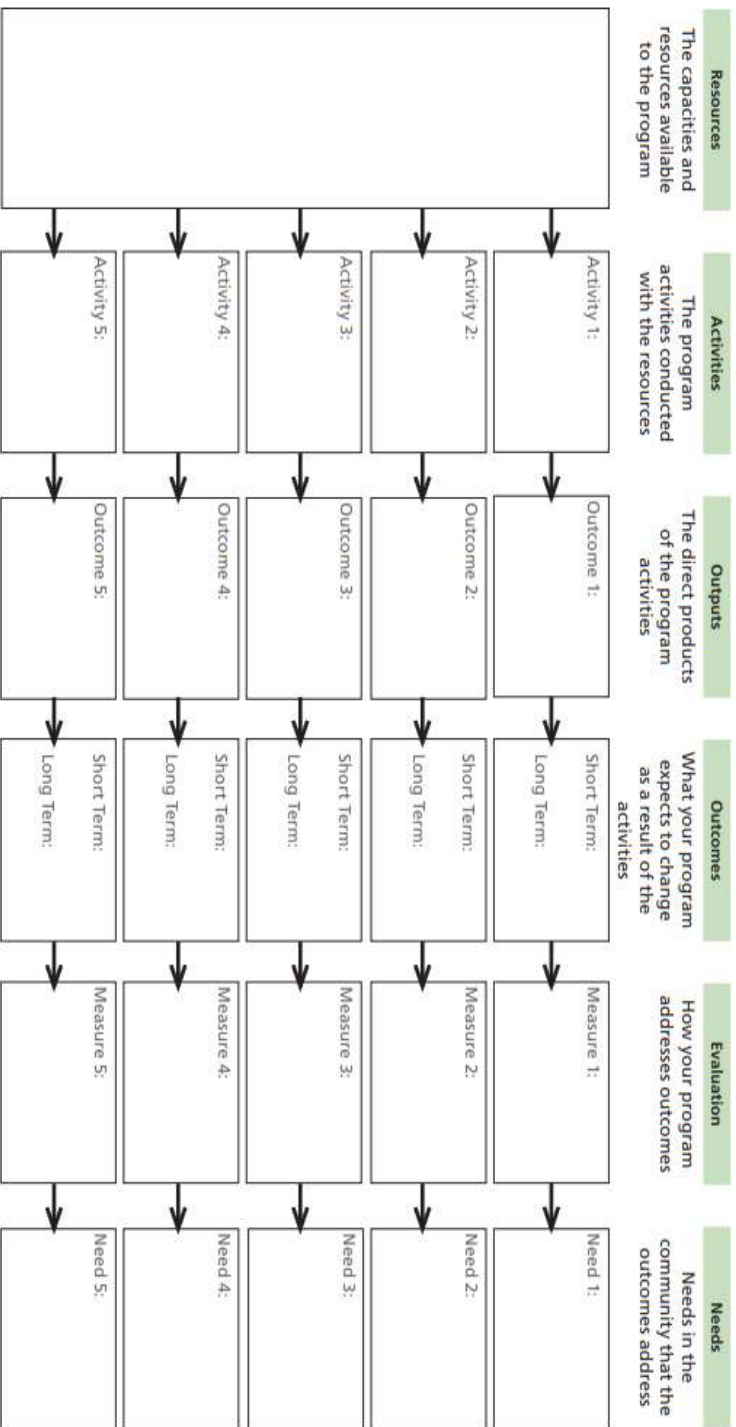 Resources
The capacities and
resources available
to the program
Activities
The program
activities conducted
with the resources
Outputs
The direct products
of the program
activities
Outcomes
What your program
expects to change
as a result of the
activities
Evaluation
How your program
addresses outcomes
Needs
Needs in the
community that the
outcomes address
Activity 1:
Outcome 1:
Short Term:
Long Term:
Measure 1:
Need 1:
Activity 2:
Outcome 2:
Short Term:
Long Term:
Measure 2:
Need 2:
Activity 3:
Outcome 3:
Short Term:
Long Term:
Measure 3:
Need 3:
Activity 4:
Outcome 4:
Short Term:
Long Term:
Measure 4:
Need 4:
Activity 5:
Outcome 5:
Short Term:
Long Term:
Measure 5:
Need 5: